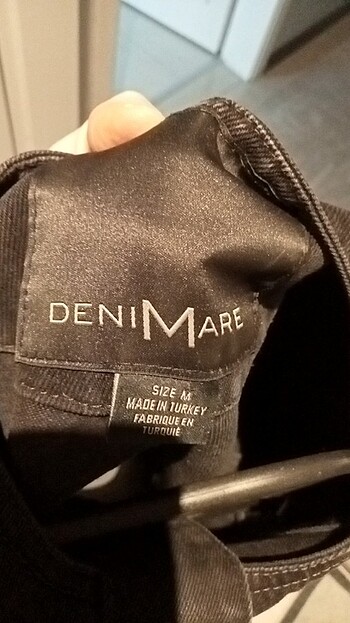 DENIMARE
SIZE M
MADE IN TURKEY
FABRIQUE EN
TURQUIE